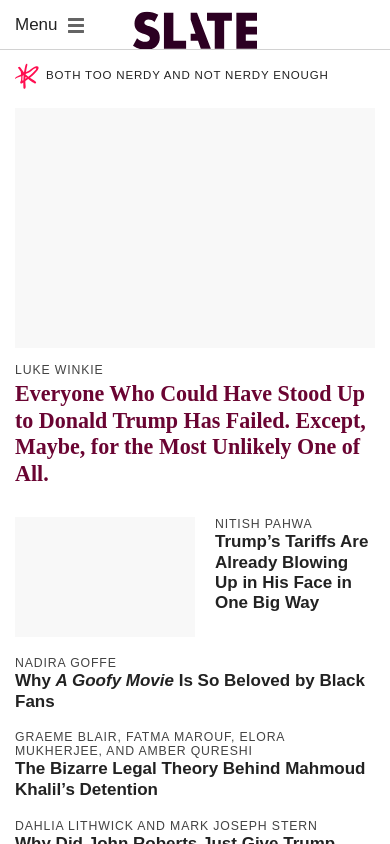 Menu
SLATE
BOTH TOO NERDY AND NOT NERDY ENOUGH
LUKE WINKIE
Everyone Who Could Have Stood Up
to Donald Trump Has Failed. Except,
Maybe, for the Most Unlikely One of
All.
NITISH PAHWA
Trump’s Tariffs Are
Already Blowing
Up in His Face in
One Big Way
NADIRA GOFFE
Why A Goofy Movie Is So Beloved by Black
Fans
GRAEME BLAIR, FATMA MAROUF, ELORA
MUKHERJEE, AND AMBER QURESHI
The Bizarre Legal Theory Behind Mahmoud
Khalil’s Detention
DAHLIA LITHWICK AND MARK JOSEPH STERN
Why Did John Roberts Just Give Trump